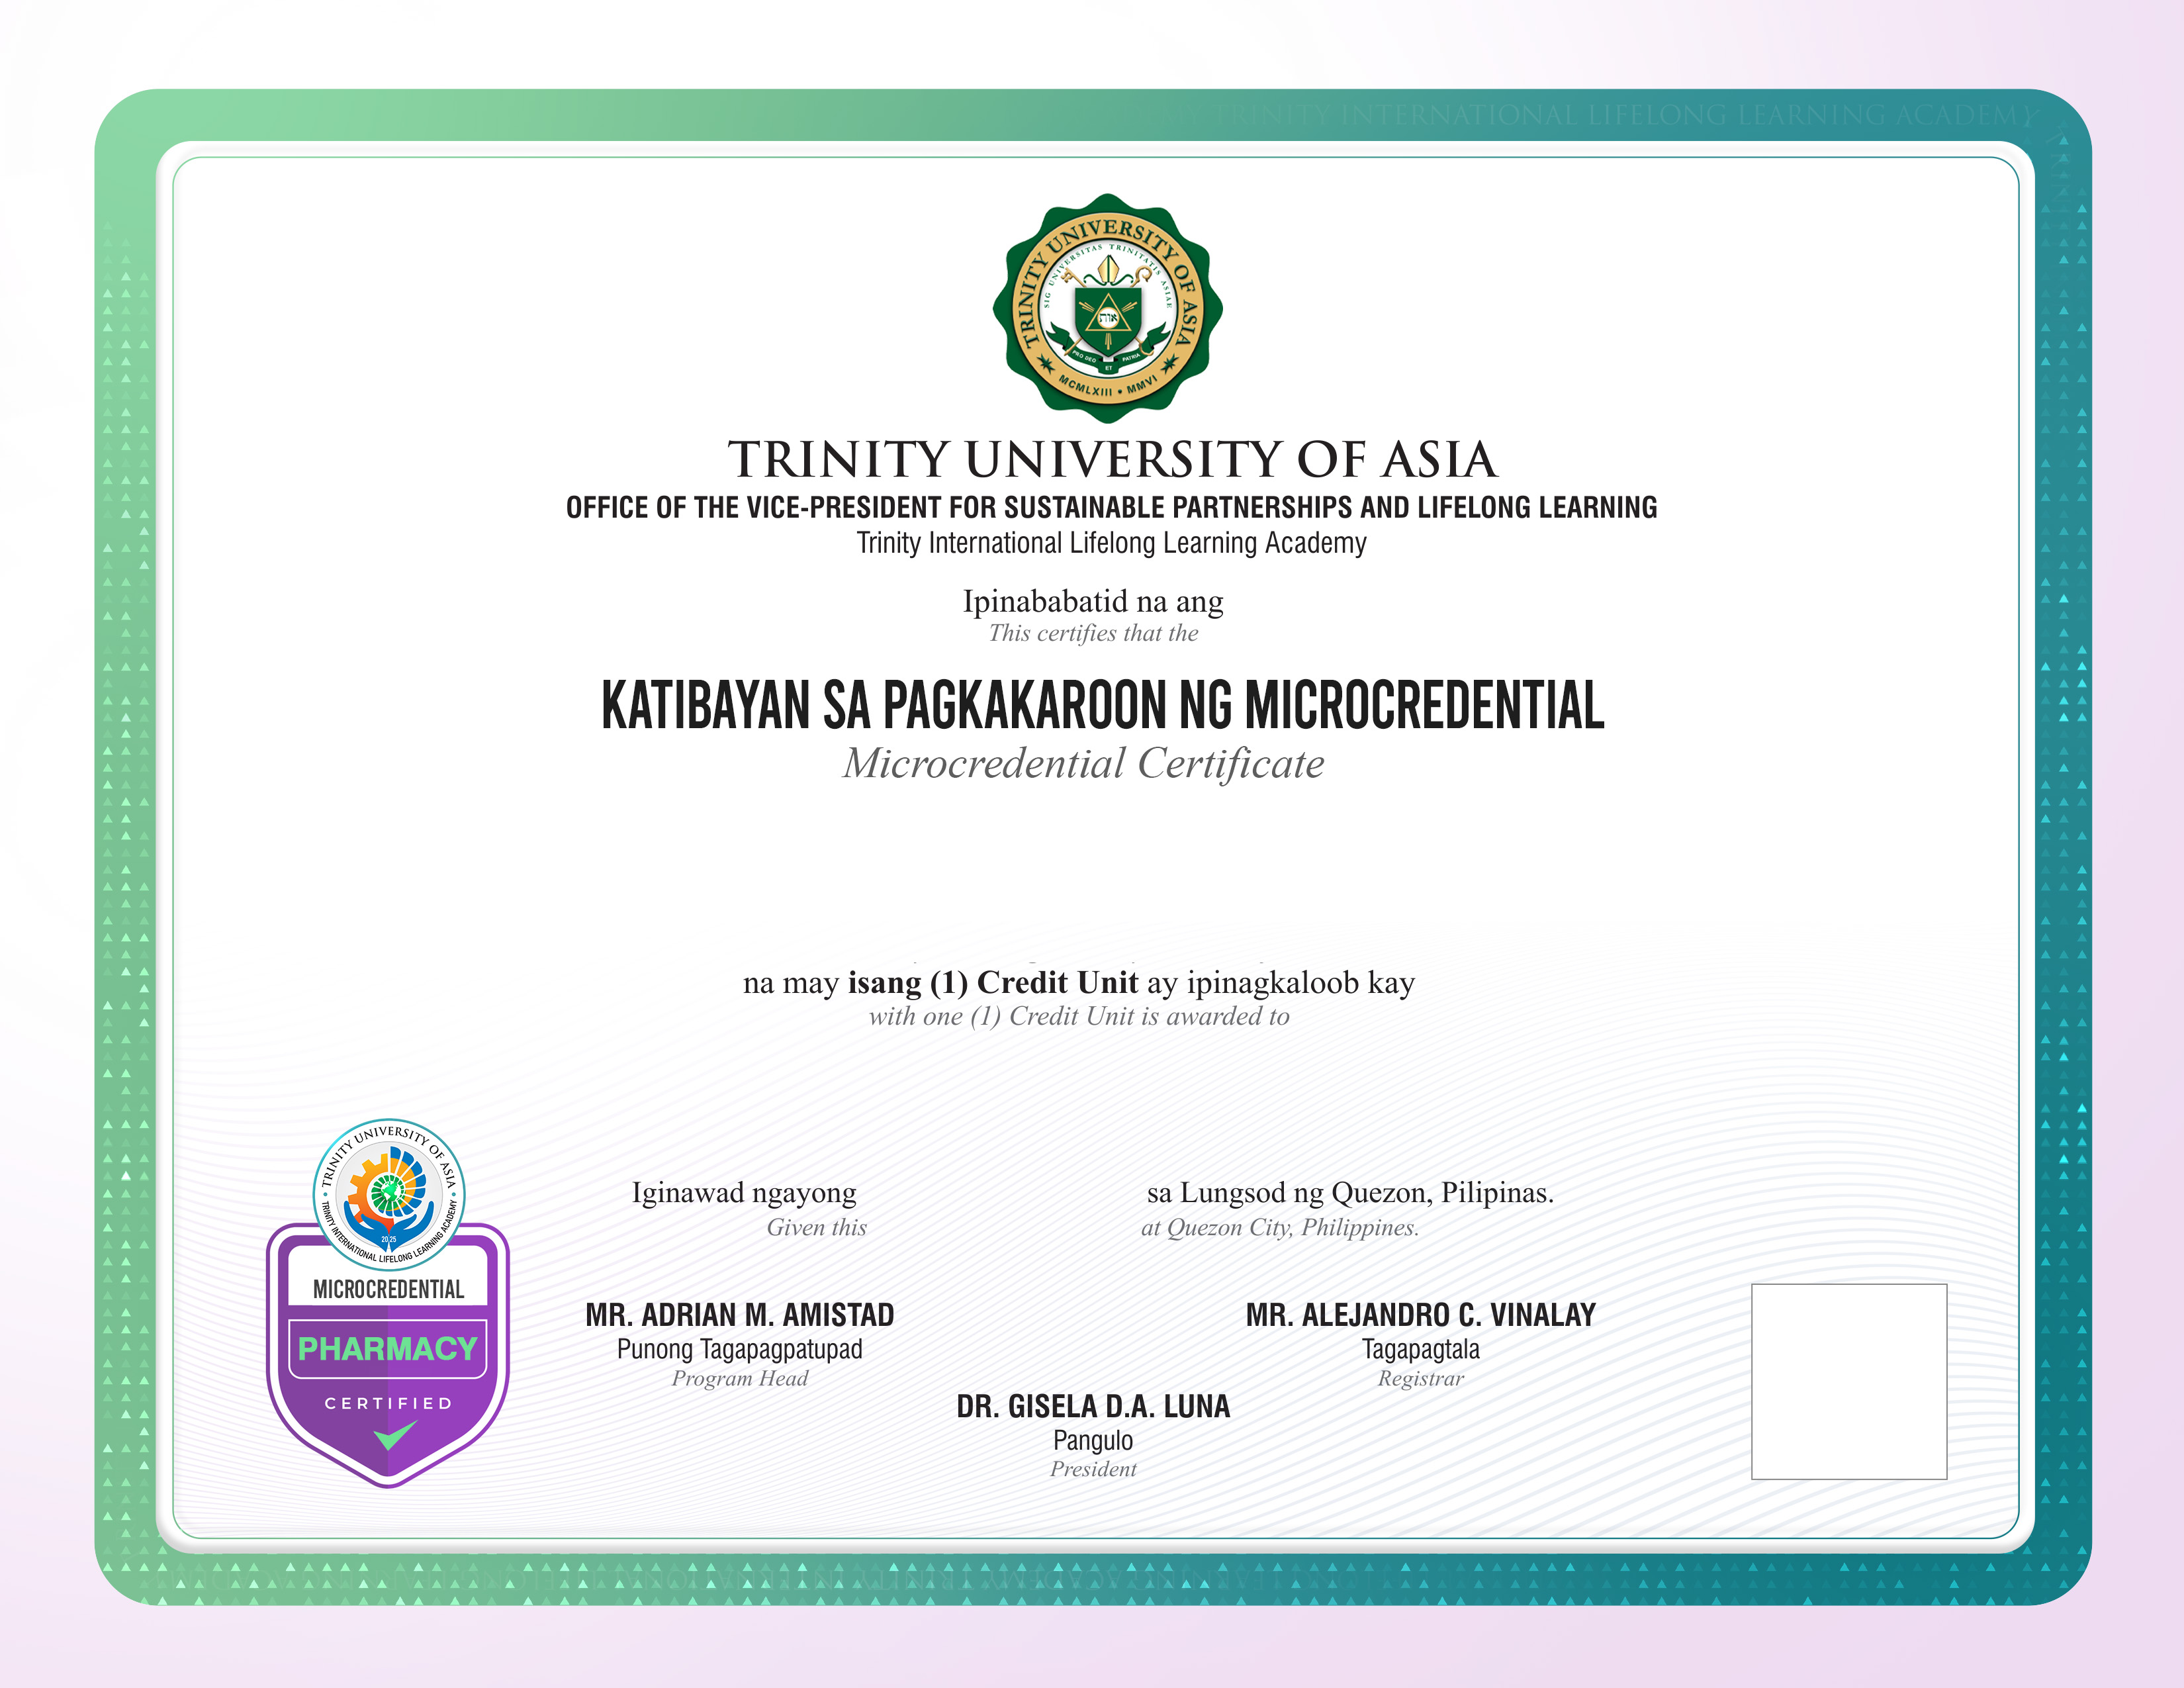 TRINITY INTERNATIONAL LIFELONG LEARNING ACADEMY
TRINITY UNIVERSITY OF ASIA
SIG UNIVERSITAS TRINITATIS ASIAE
אות
PRO DEO ET PATRIA
MCMLXIII • MMVI
TRINITY UNIVERSITY OF ASIA
OFFICE OF THE VICE-PRESIDENT FOR SUSTAINABLE PARTNERSHIPS AND LIFELONG LEARNING
Trinity International Lifelong Learning Academy
Ipinababatid na ang
This certifies that the
KATIBAYAN SA PAGKAKAROON NG MICROCREDENTIAL
Microcredential Certificate
na may isang (1) Credit Unit ay ipinagkaloob kay
with one (1) Credit Unit is awarded to
Iginawad ngayong sa Lungsod ng Quezon, Pilipinas.
Given this at Quezon City, Philippines.
TRINITY UNIVERSITY OF ASIA
TRINITY INTERNATIONAL LIFELONG LEARNING ACADEMY
2025
MICROCREDENTIAL
PHARMACY
CERTIFIED
MR. ADRIAN M. AMISTAD
Punong Tagapagpatupad
Program Head
MR. ALEJANDRO C. VINALAY
Tagapagtala
Registrar
DR. GISELA D.A. LUNA
Pangulo
President